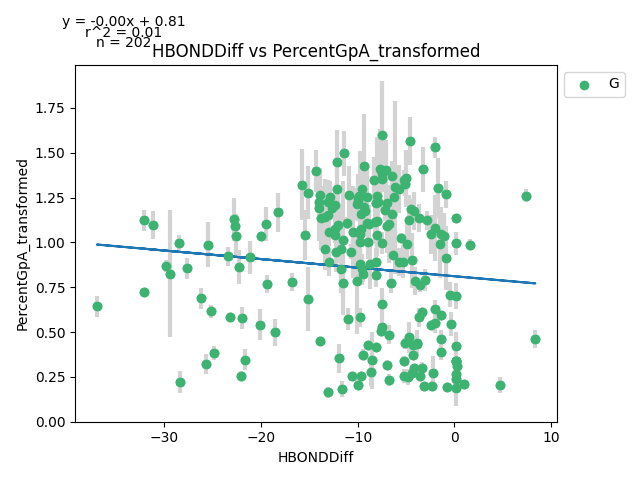 y = -0.00x + 0.81
r^2 = 0.01
n = 202
HBONDDiff vs PercentGpA_transformed
G
PercentGpA_transformed
1.75
1.50
1.25
1.00
0.75
0.50
0.25
0.00
−30
−20
−10
0
10
HBONDDiff